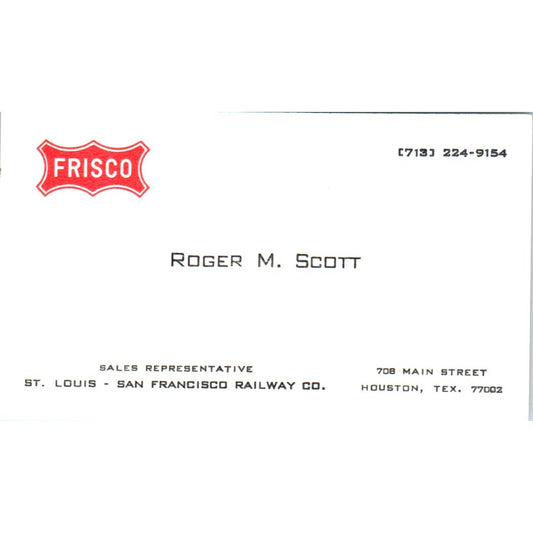 FRISCO
[713] 224-9154
ROGER M. SCOTT
SALES REPRESENTATIVE
ST. LOUIS - SAN FRANCISCO RAILWAY CO.
708 MAIN STREET
HOUSTON, TEX. 77002